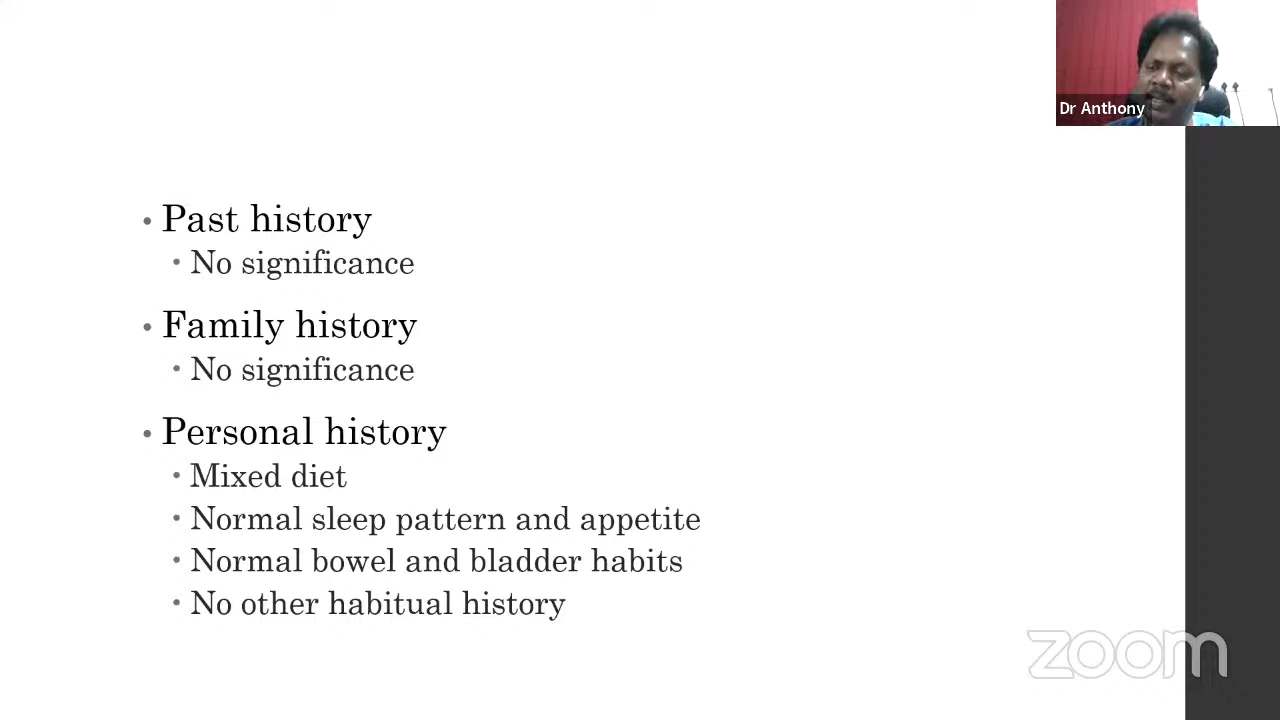 Dr Anthony
• Past history
• No significance
• Family history
• No significance
• Personal history
• Mixed diet
• Normal sleep pattern and appetite
• Normal bowel and bladder habits
• No other habitual history
zoom